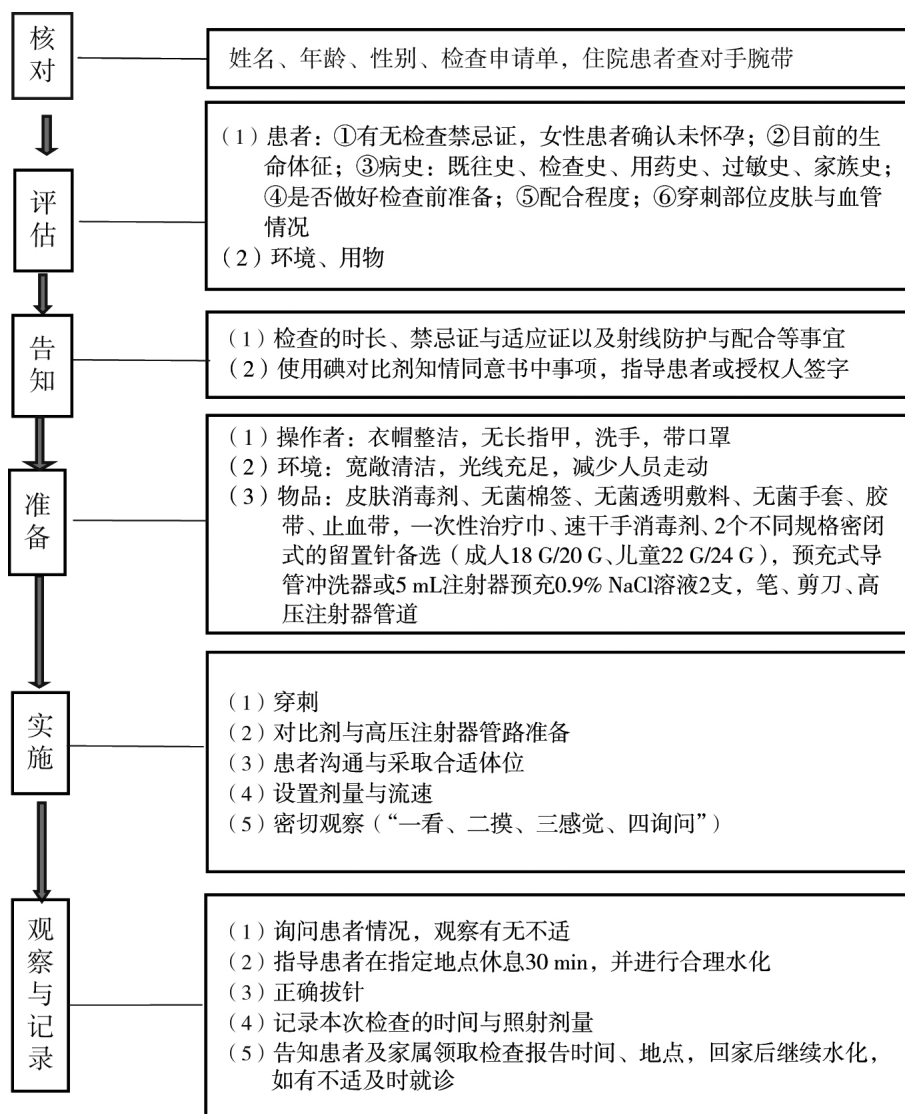 核对
姓名、年龄、性别、检查申请单，住院患者查对手腕带
评估
（1）患者：①有无检查禁忌证，女性患者确认未怀孕；②目前的生
命体征；③病史：既往史、检查史、用药史、过敏史、家族史；
④是否做好检查前准备；⑤配合程度；⑥穿刺部位皮肤与血管
情况
（2）环境、用物
告知
（1）检查的时长、禁忌证与适应证以及射线防护与配合等事宜
（2）使用碘对比剂知情同意书中事项，指导患者或授权人签字
准备
（1）操作者：衣帽整洁，无长指甲，洗手，带口罩
（2）环境：宽敞清洁，光线充足，减少人员走动
（3）物品：皮肤消毒剂、无菌棉签、无菌透明敷料、无菌手套、胶
带、止血带，一次性治疗巾、速干手消毒剂、2个不同规格密闭
式的留置针备选（成人18 G/20 G、儿童22 G/24 G），预充式导
管冲洗器或5 mL注射器预充0.9% NaCl溶液2支，笔、剪刀、高
压注射器管道
实施
（1）穿刺
（2）对比剂与高压注射器管路准备
（3）患者沟通与采取合适体位
（4）设置剂量与流速
（5）密切观察（“一看、二摸、三感觉、四询问”）
观察与记录
（1）询问患者情况，观察有无不适
（2）指导患者在指定地点休息30 min，并进行合理水化
（3）正确拔针
（4）记录本次检查的时间与照射剂量
（5）告知患者及家属领取检查报告时间、地点，回家后继续水化，
如有不适及时就诊